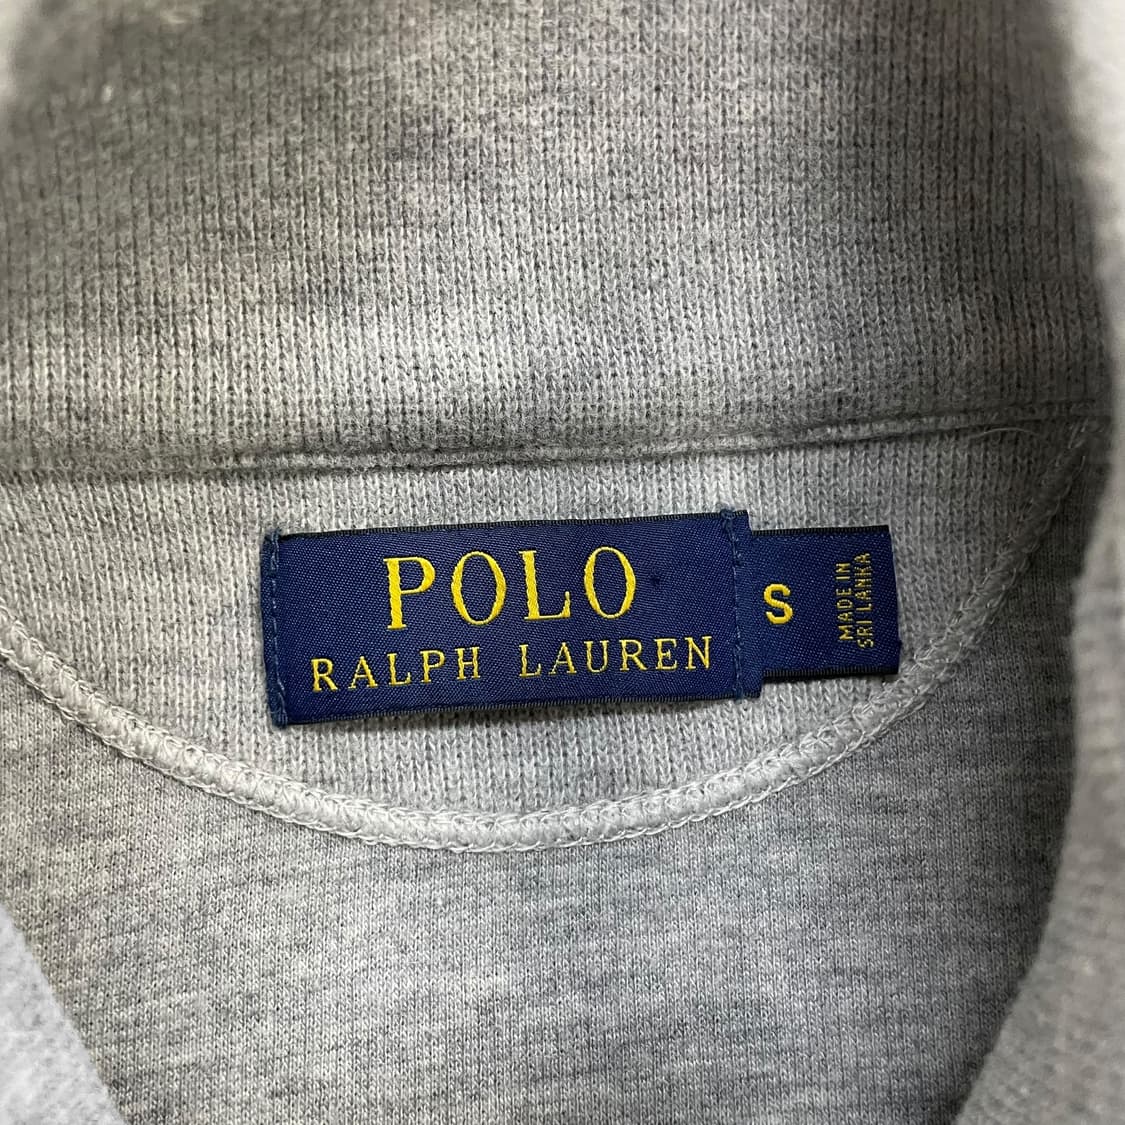 POLO
RALPH LAUREN
S
MADE IN
SRI LANKA